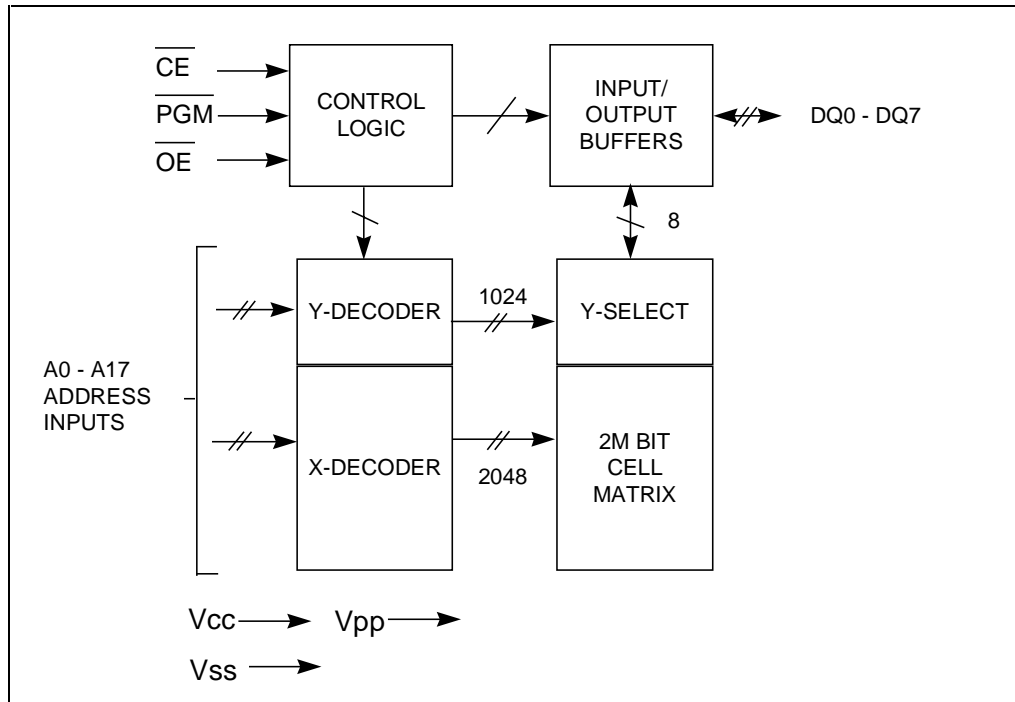 CE
PGM
OE
CONTROL
LOGIC
INPUT/
OUTPUT
BUFFERS
DQ0 - DQ7
8
A0 - A17
ADDRESS
INPUTS
Y-DECODER
1024
Y-SELECT
X-DECODER
2048
2M BIT
CELL
MATRIX
Vcc
Vpp
Vss